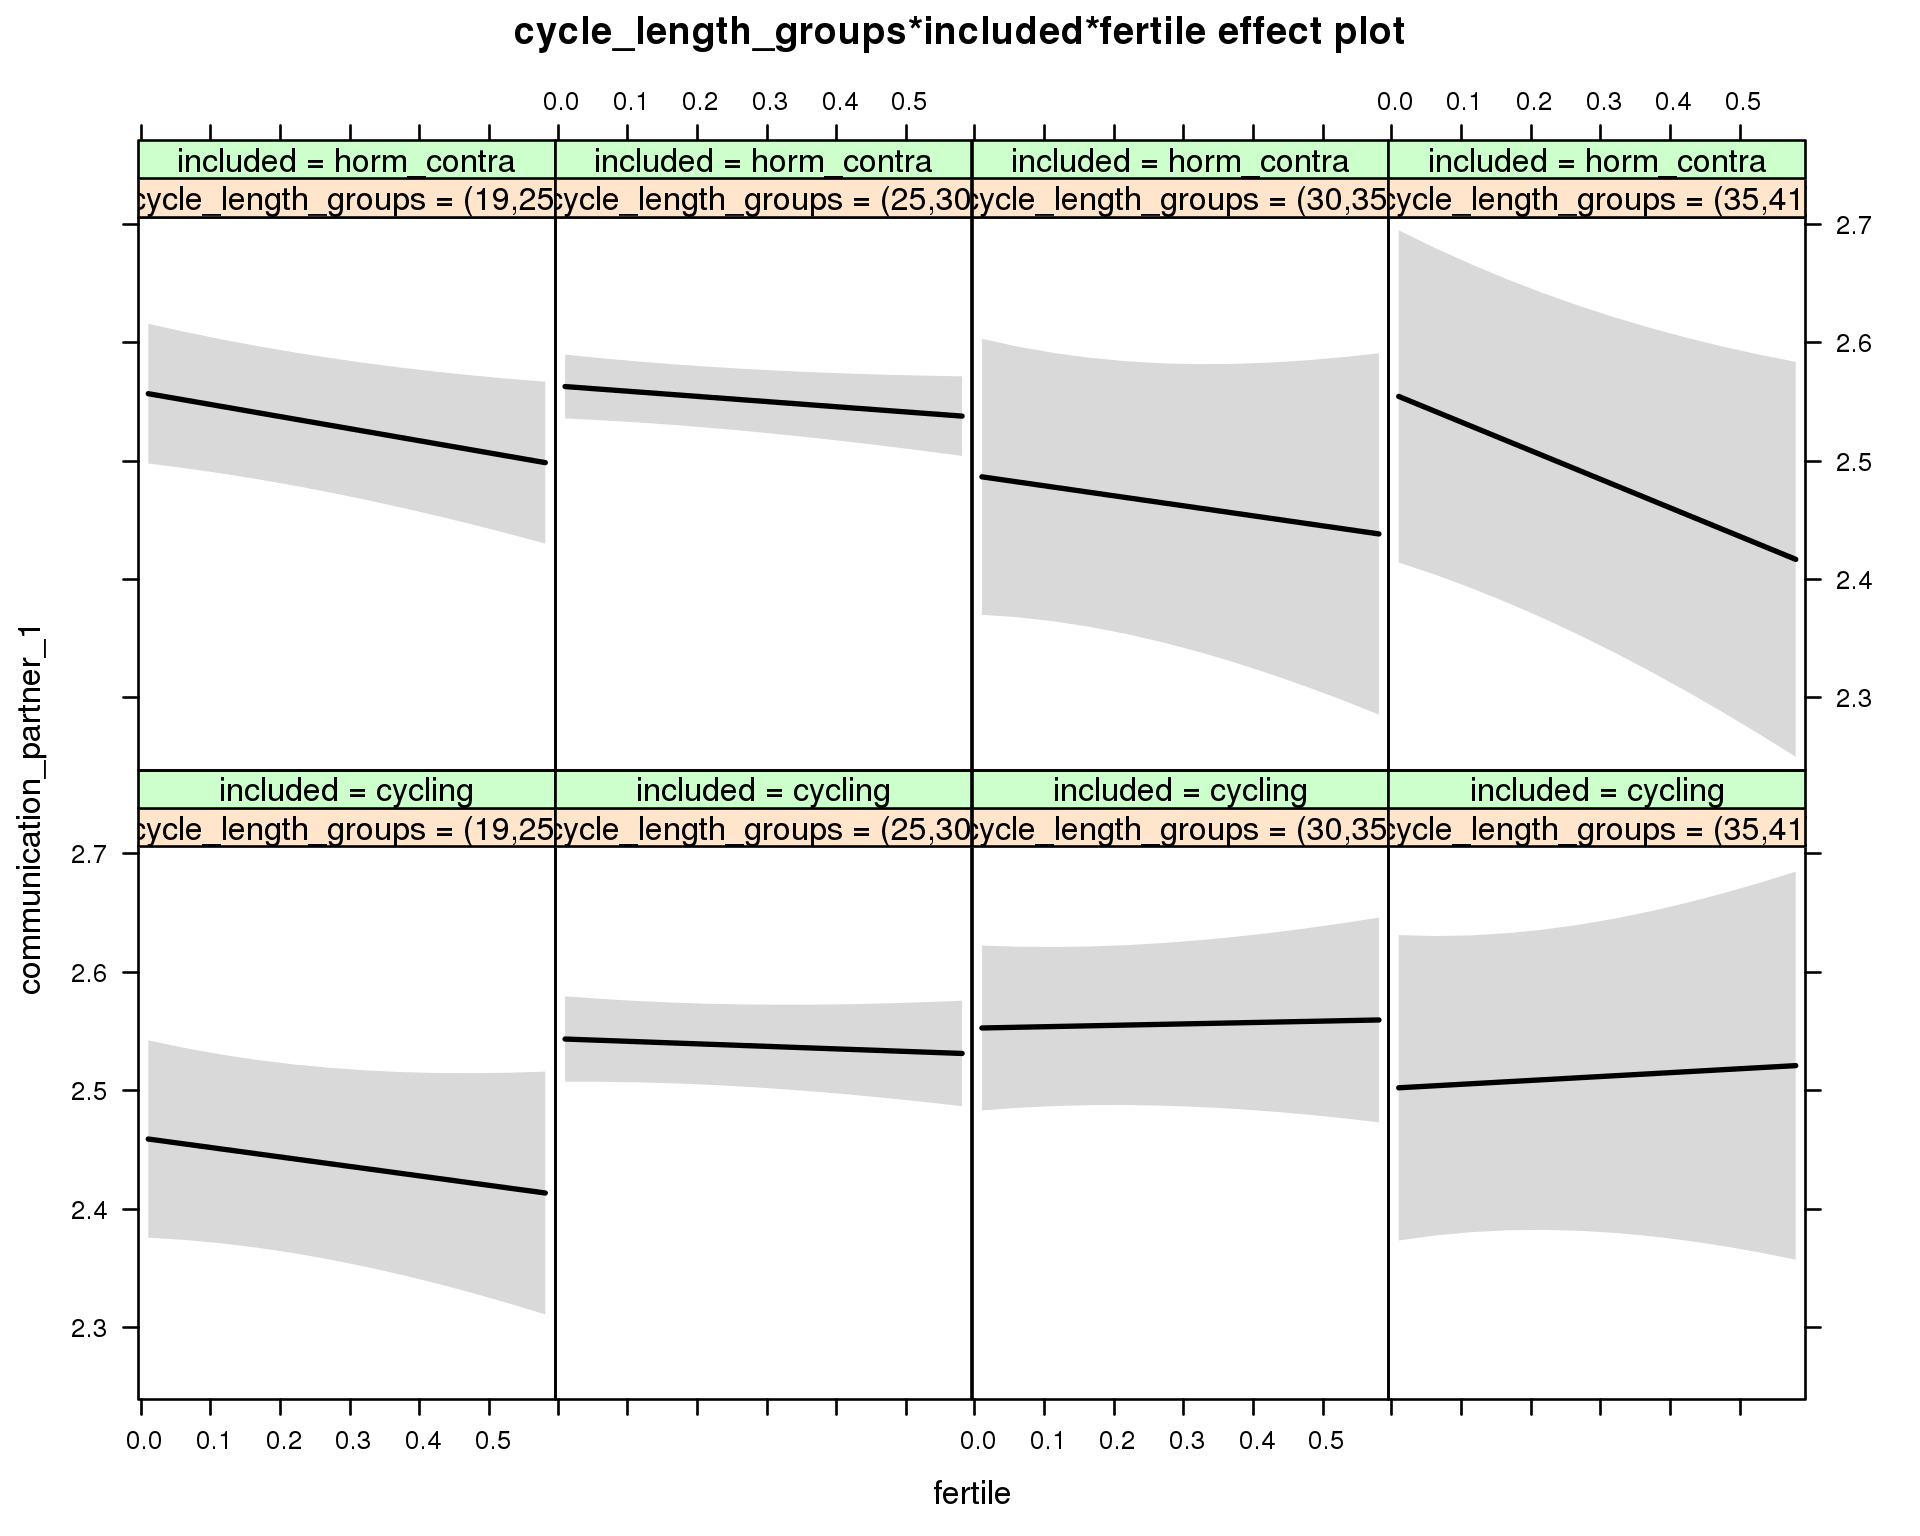 cycle_length_groups*included*fertile effect plot
0.0 0.1 0.2 0.3 0.4 0.5 0.0 0.1 0.2 0.3 0.4 0.5
included = horm_contra included = horm_contra included = horm_contra included = horm_contra
cycle_length_groups = (19,25 cycle_length_groups = (25,30 cycle_length_groups = (30,35 cycle_length_groups = (35,41
2.7
2.6
2.5
2.4
2.3
communication_partner_1
included = cycling included = cycling included = cycling included = cycling
cycle_length_groups = (19,25 cycle_length_groups = (25,30 cycle_length_groups = (30,35 cycle_length_groups = (35,41
2.7
2.6
2.5
2.4
2.3
0.0 0.1 0.2 0.3 0.4 0.5 0.0 0.1 0.2 0.3 0.4 0.5
fertile